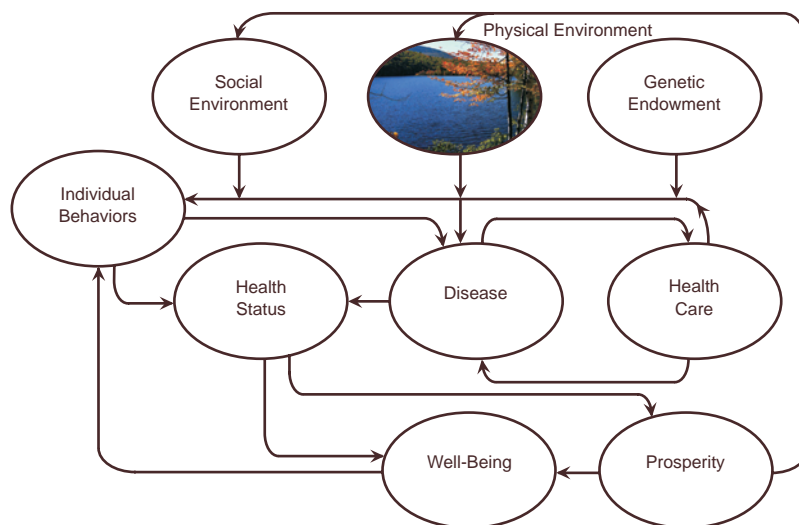 Physical Environment
Social
Environment
Genetic
Endowment
Individual
Behaviors
Health
Status
Disease
Health
Care
Well-Being
Prosperity